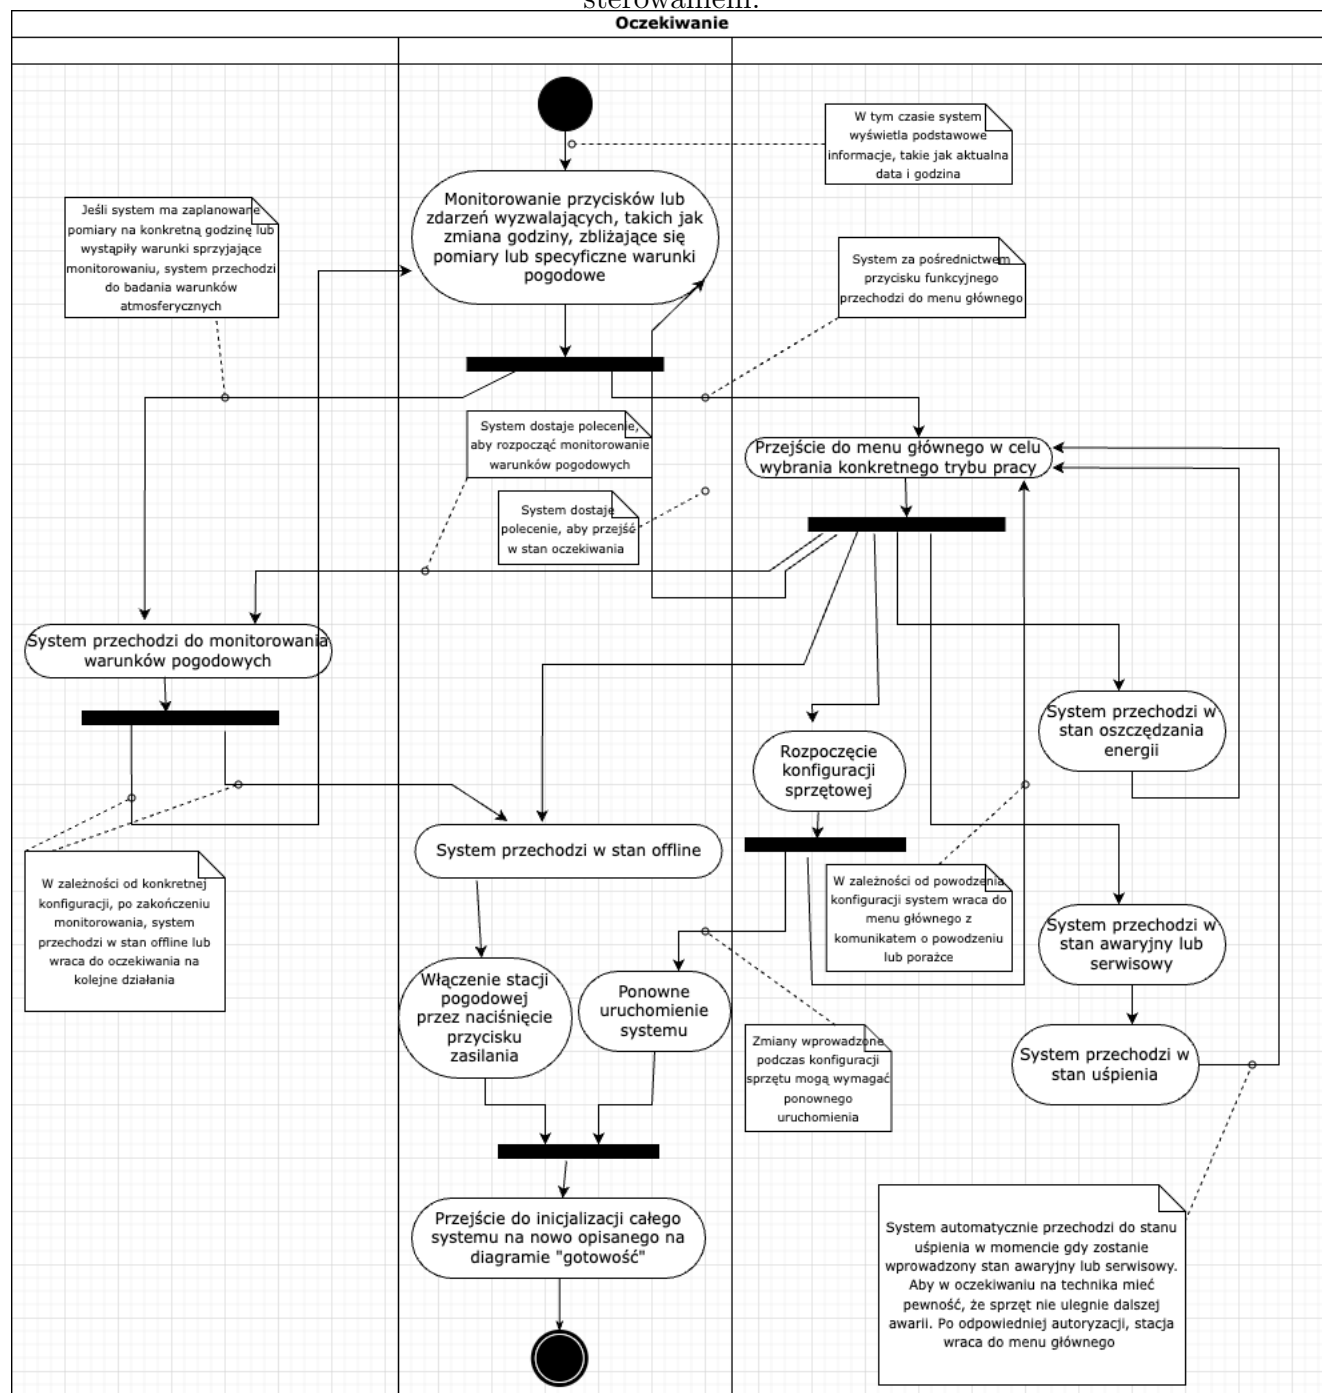 sterowaniem.
Oczekiwanie
W tym czasie system
wyświetla podstawowe
informacje, takie jak aktualna
data i godzina
Monitorowanie przycisków lub
zdarzeń wyzwalających, takich jak
zmiana godziny, zbliżające się
pomiary lub specyficzne warunki
pogodowe
Jeśli system ma zaplanowane
pomiary na konkretną godzinę lub
wystąpiły warunki sprzyjające
monitorowaniu, system przechodzi
do badania warunków
atmosferycznych
System za pośrednictwem
przycisku funkcyjnego
przechodzi do menu głównego
System dostaje polecenie,
aby rozpocząć monitorowanie
warunków pogodowych
Przejście do menu głównego w celu
wybrania konkretnego trybu pracy
System dostaje
polecenie, aby przejść
w stan oczekiwania
System przechodzi do monitorowania
warunków pogodowych
System przechodzi w
stan oszczędzania
energii
Rozpoczęcie
konfiguracji
sprzętowej
System przechodzi w stan offline
W zależności od konkretnej
konfiguracji, po zakończeniu
monitorowania, system
przechodzi w stan offline lub
wraca do oczekiwania na
kolejne działania
W zależności od powodzenia
konfiguracji system wraca do
menu głównego z
komunikatem o powodzeniu
lub porażce
System przechodzi w
stan awaryjny lub
serwisowy
Włączenie stacji
pogodowej
przez naciśnięcie
przycisku
zasilania
Ponowne
uruchomienie
systemu
Zmiany wprowadzone
podczas konfiguracji
sprzętu mogą wymagać
ponownego
uruchomienia
System przechodzi w
stan uśpienia
Przejście do inicjalizacji całego
systemu na nowo opisanego na
diagramie "gotowość"
System automatycznie przechodzi do stanu
uśpienia w momencie gdy zostanie
wprowadzony stan awaryjny lub serwisowy.
Aby w oczekiwaniu na technika mieć
pewność, że sprzęt nie ulegnie dalszej
awarii. Po odpowiedniej autoryzacji, stacja
wraca do menu głównego